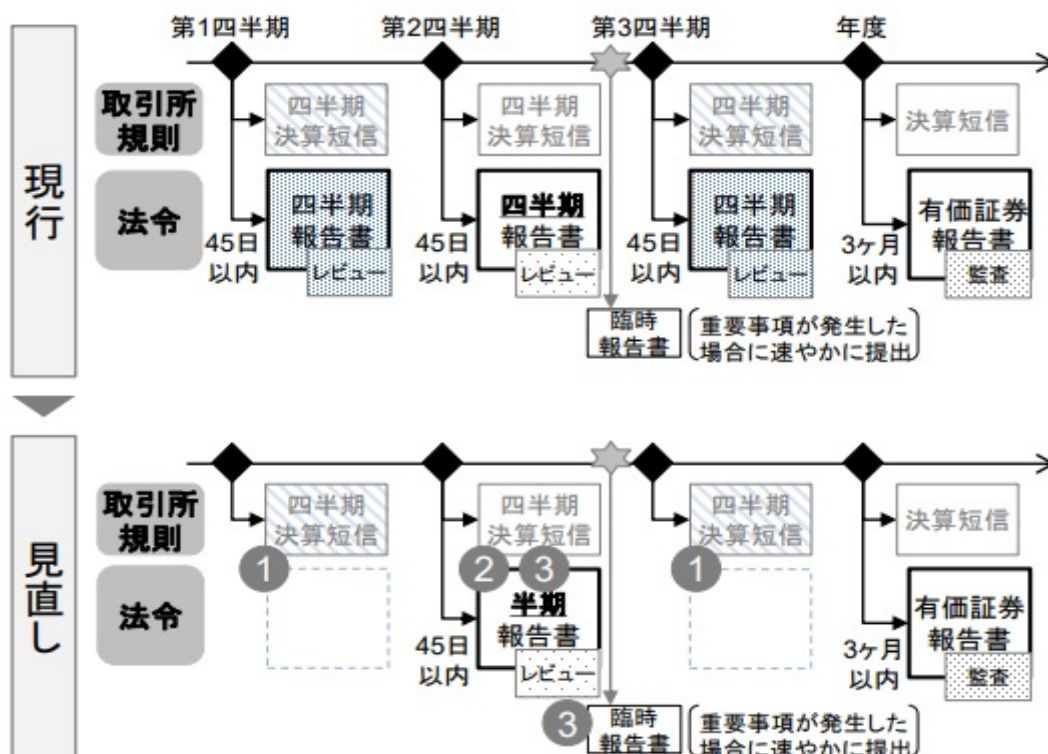 第1四半期
第2四半期
第3四半期
年度
現行
取引所
規則
四半期
決算短信
四半期
決算短信
四半期
決算短信
決算短信
法令
45日
以内
四半期
報告書
レビュー
45日
以内
四半期
報告書
レビュー
45日
以内
四半期
報告書
レビュー
3ヶ月
以内
有価証券
報告書
監査
臨時
報告書
重要事項が発生した
場合に速やかに提出
見直し
取引所
規則
四半期
決算短信
四半期
決算短信
四半期
決算短信
決算短信
法令
1
2
3
1
45日
以内
半期
報告書
レビュー
3ヶ月
以内
有価証券
報告書
監査
3
臨時
報告書
重要事項が発生した
場合に速やかに提出